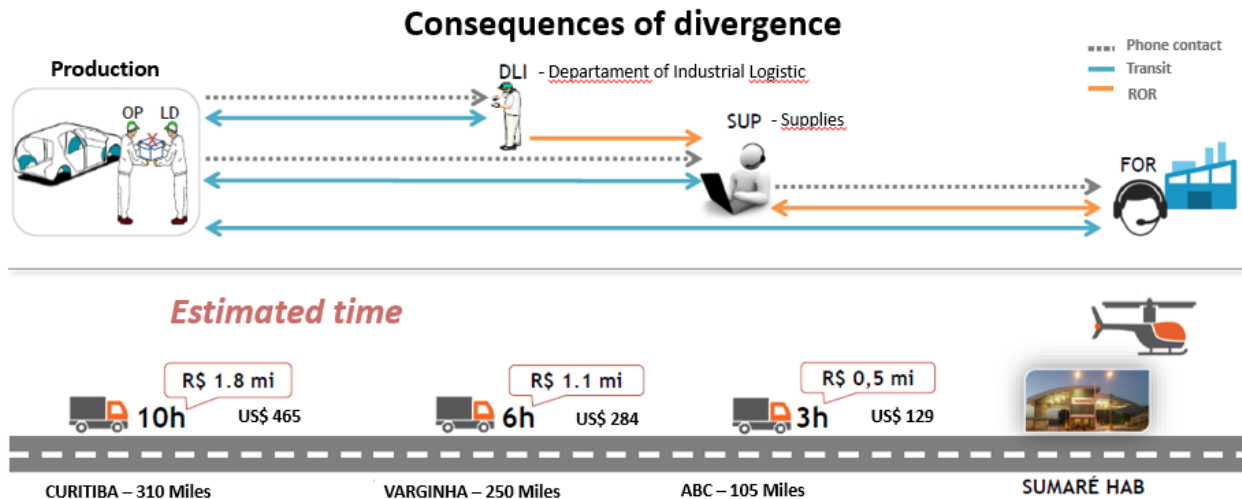 Consequences of divergence
Phone contact
Transit
ROR
Production
OP LD
DLI - Departament of Industrial Logistic
SUP - Supplies
FOR
Estimated time
R$ 1.8 mi
10h
US$ 465
R$ 1.1 mi
6h
US$ 284
R$ 0,5 mi
3h
US$ 129
CURITIBA – 310 Miles
VARGINHA – 250 Miles
ABC – 105 Miles
SUMARÉ HAB